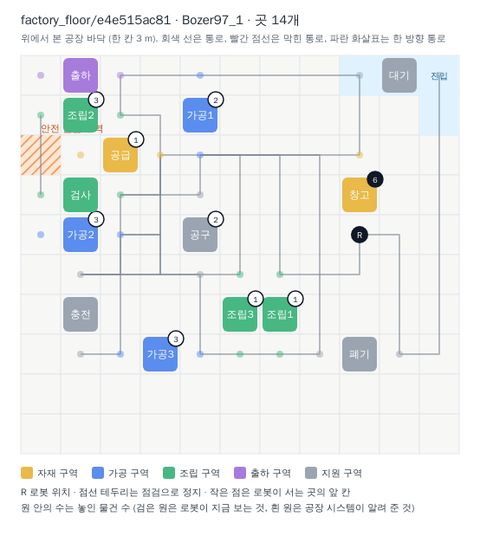 factory_floor/e4e515ac81 · Bozer97_1 · 곳 14개
위에서 본 공장 바닥 (한 칸 3 m). 회색 선은 통로, 빨간 점선은 막힌 통로, 파란 화살표는 한 방향 통로
출하
대기
조립2
3
가공1
2
안전
역
공급
1
검사
창고
6
가공2
3
공구
2
R
충전
조립3
1
조립1
1
가공3
3
폐기
자재 구역
가공 구역
조립 구역
출하 구역
지원 구역
R 로봇 위치 · 점선 테두리는 점검으로 정지 · 작은 점은 로봇이 서는 곳의 앞 칸
원 안의 수는 놓인 물건 수 (검은 원은 로봇이 지금 보는 것, 흰 원은 공장 시스템이 알려 준 것)